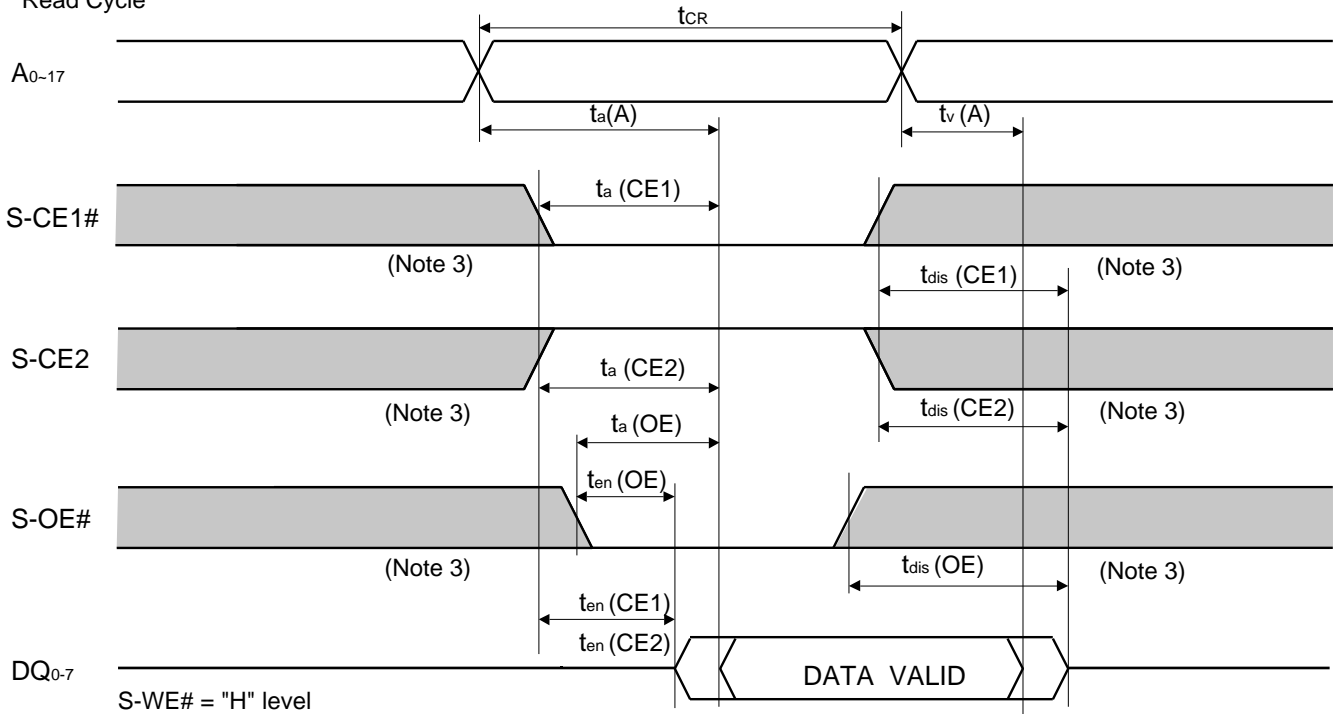 Read Cycle
tCR
A0~17
ta(A)
tv (A)
ta (CE1)
S-CE1#
(Note 3)
tdis (CE1)
(Note 3)
S-CE2
ta (CE2)
(Note 3)
tdis (CE2)
(Note 3)
ta (OE)
ten (OE)
S-OE#
(Note 3)
tdis (OE)
(Note 3)
ten (CE1)
ten (CE2)
DQ0-7
DATA VALID
S-WE# = "H" level